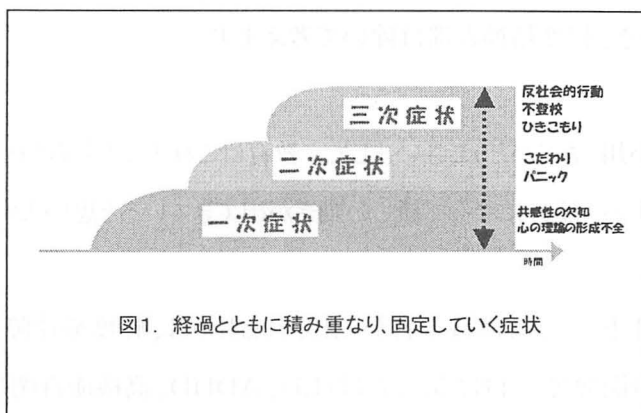 三次症状
二次症状
一次症状
反社会的行動
不登校
ひきこもり
こだわり
パニック
共感性の欠如
心の理論の形成不全
時間
図1. 経過とともに積み重なり、固定していく症状